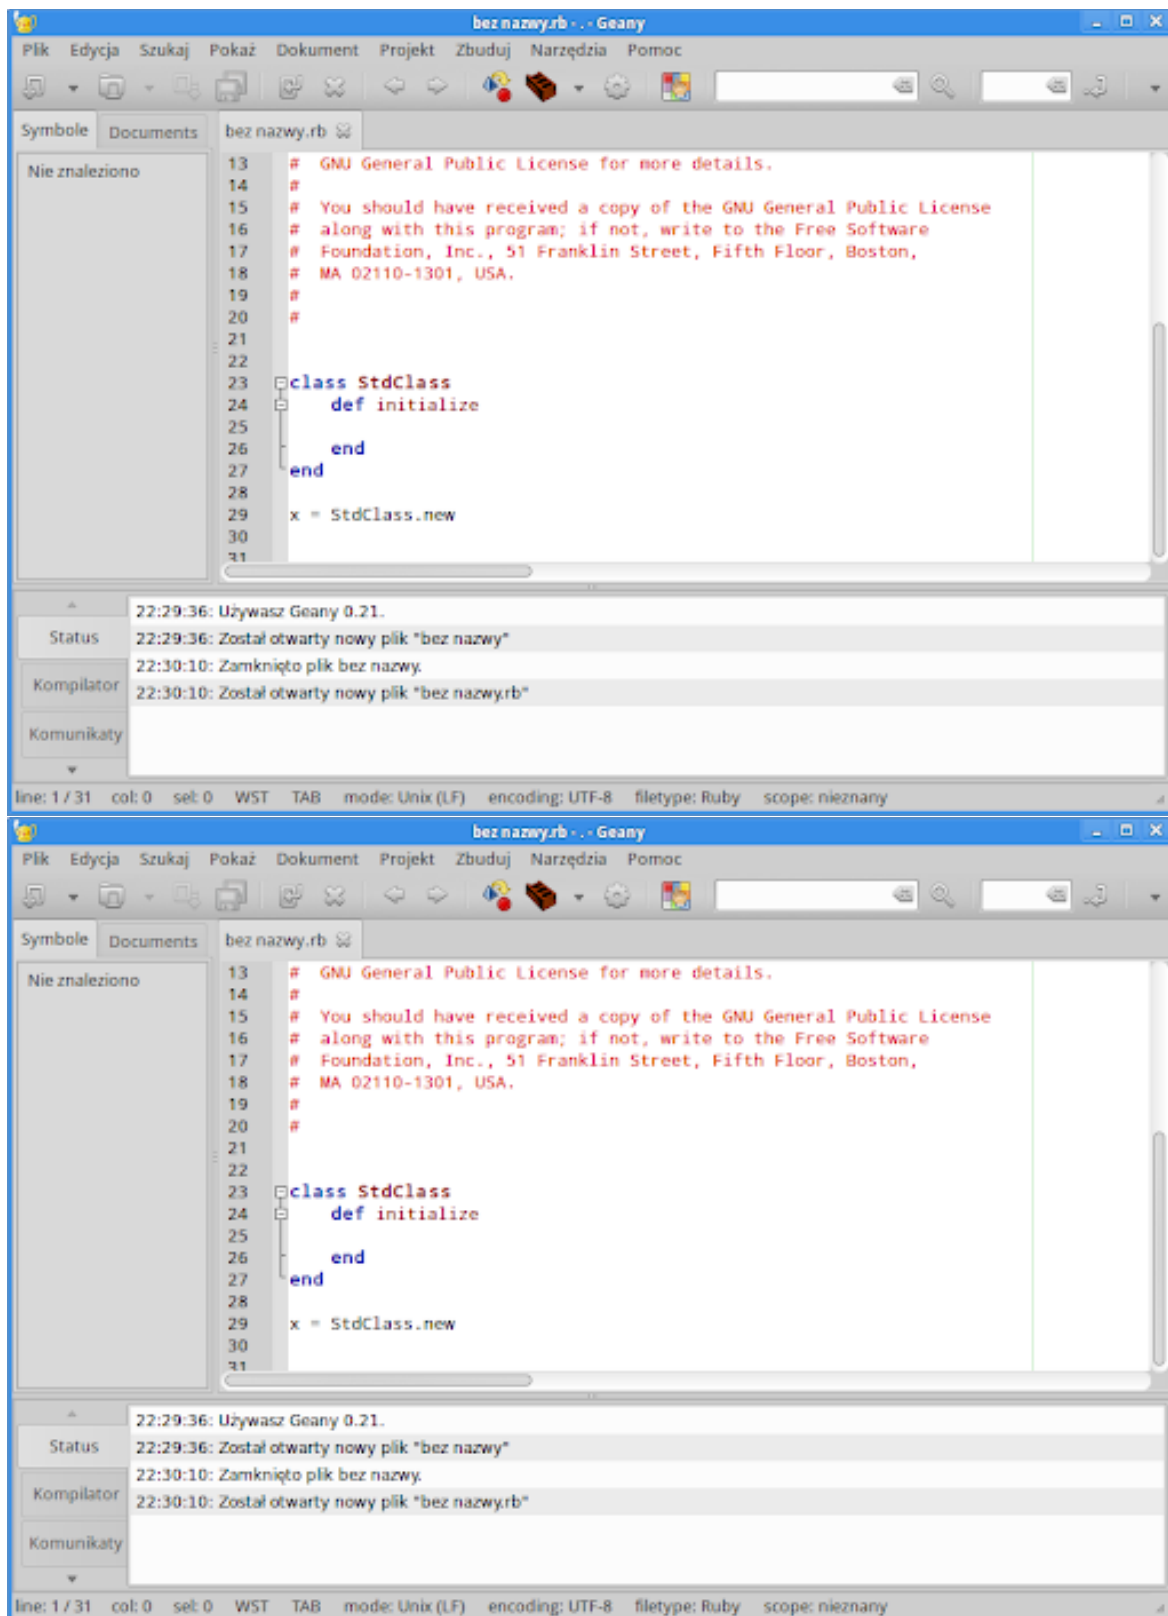 bez nazwy.rb - . - Geany
Plik Edycja Szukaj Pokaż Dokument Projekt Zbuduj Narzędzia Pomoc
Symbole Documents bez nazwy.rb
Nie znaleziono
13 # GNU General Public License for more details.
14 #
15 # You should have received a copy of the GNU General Public License
16 # along with this program; if not, write to the Free Software
17 # Foundation, Inc., 51 Franklin Street, Fifth Floor, Boston,
18 # MA 02110-1301, USA.
19 #
20 #
21
22
23 class StdClass
24 def initialize
25
26 end
27 end
28
29 x = StdClass.new
30
31
22:29:36: Używasz Geany 0.21.
Status 22:29:36: Został otwarty nowy plik "bez nazwy"
22:30:10: Zamknięto plik bez nazwy.
Kompilator 22:30:10: Został otwarty nowy plik "bez nazwy.rb"
Komunikaty
line: 1 / 31 col: 0 sel: 0 WST TAB mode: Unix (LF) encoding: UTF-8 filetype: Ruby scope: nieznany
bez nazwy.rb - . - Geany
Plik Edycja Szukaj Pokaż Dokument Projekt Zbuduj Narzędzia Pomoc
Symbole Documents bez nazwy.rb
Nie znaleziono
13 # GNU General Public License for more details.
14 #
15 # You should have received a copy of the GNU General Public License
16 # along with this program; if not, write to the Free Software
17 # Foundation, Inc., 51 Franklin Street, Fifth Floor, Boston,
18 # MA 02110-1301, USA.
19 #
20 #
21
22
23 class StdClass
24 def initialize
25
26 end
27 end
28
29 x = StdClass.new
30
31
22:29:36: Używasz Geany 0.21.
Status 22:29:36: Został otwarty nowy plik "bez nazwy"
22:30:10: Zamknięto plik bez nazwy.
Kompilator 22:30:10: Został otwarty nowy plik "bez nazwy.rb"
Komunikaty
line: 1 / 31 col: 0 sel: 0 WST TAB mode: Unix (LF) encoding: UTF-8 filetype: Ruby scope: nieznany